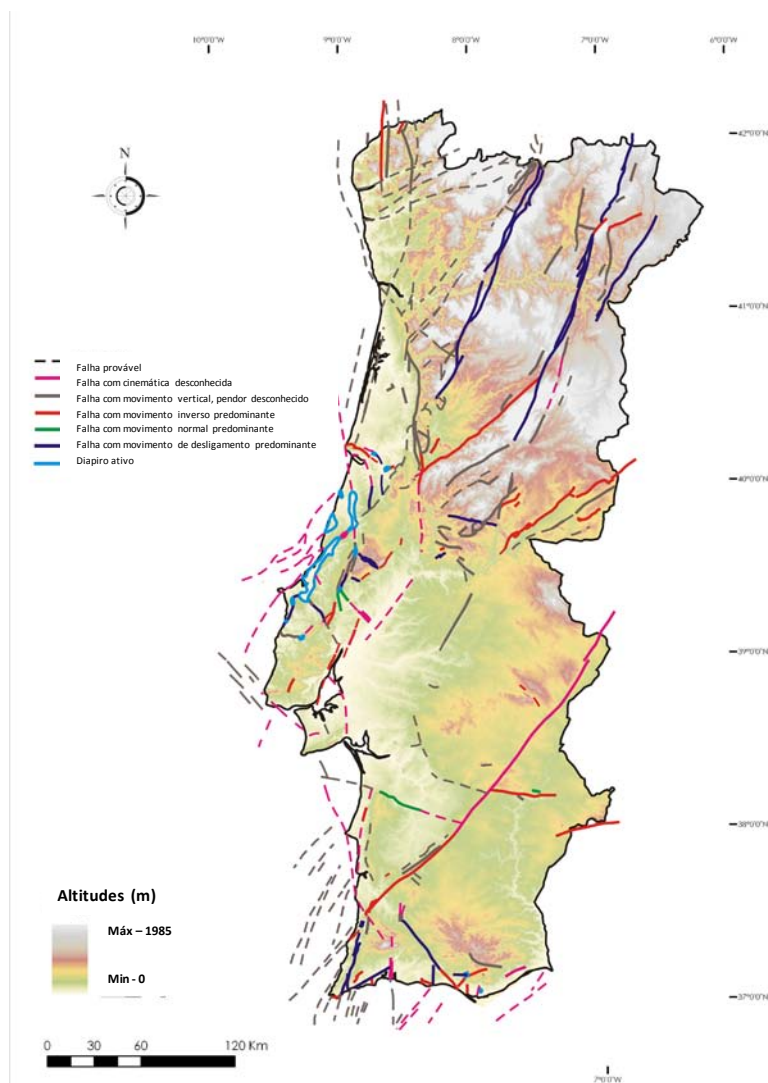 10°0'0"W
9°0'0"W
8°0'0"W
7°0'0"W
6°0'0"W
N
42°0'0"N
41°0'0"N
Falha provável
Falha com cinemática desconhecida
Falha com movimento vertical, pendor desconhecido
Falha com movimento inverso predominante
Falha com movimento normal predominante
Falha com movimento de desligamento predominante
Diapiro ativo
40°0'0"N
39°0'0"N
38°0'0"N
Altitudes (m)
Máx – 1985
Min - 0
37°0'0"N
0 30 60 120 Km
7°0'0"W